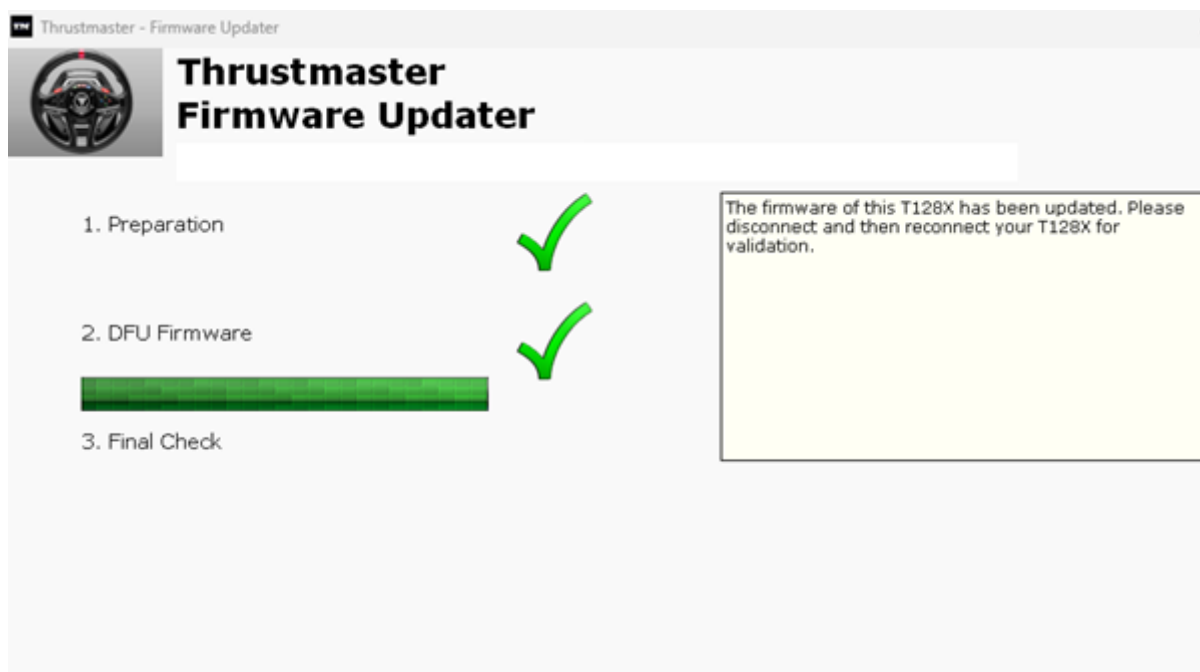 Thrustmaster - Firmware Updater
Thrustmaster
Firmware Updater
1. Preparation
The firmware of this T128X has been updated. Please
disconnect and then reconnect your T128X for
validation.
2. DFU Firmware
3. Final Check